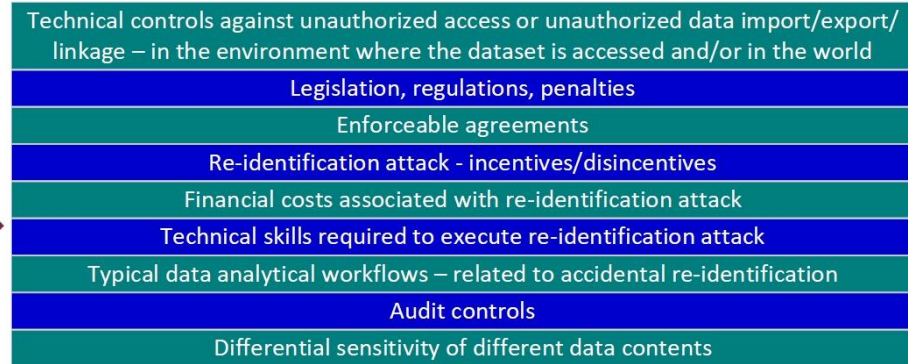 Technical controls against unauthorized access or unauthorized data import/export/
linkage – in the environment where the dataset is accessed and/or in the world
Legislation, regulations, penalties
Enforceable agreements
Re-identification attack - incentives/disincentives
Financial costs associated with re-identification attack
Technical skills required to execute re-identification attack
Typical data analytical workflows – related to accidental re-identification
Audit controls
Differential sensitivity of different data contents